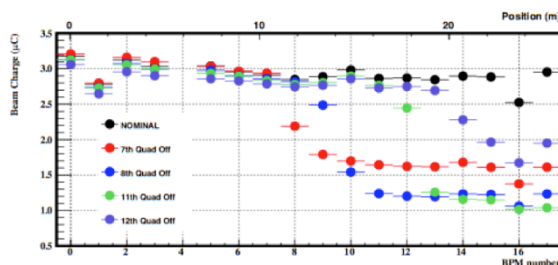 Position (m)
0 10 20
Beam Charge (μC)
3.5
3.0
2.5
2.0
1.5
1.0
0.5
NOMINAL
7th Quad Off
8th Quad Off
11th Quad Off
12th Quad Off
0 2 4 6 8 10 12 14 16
BPM number